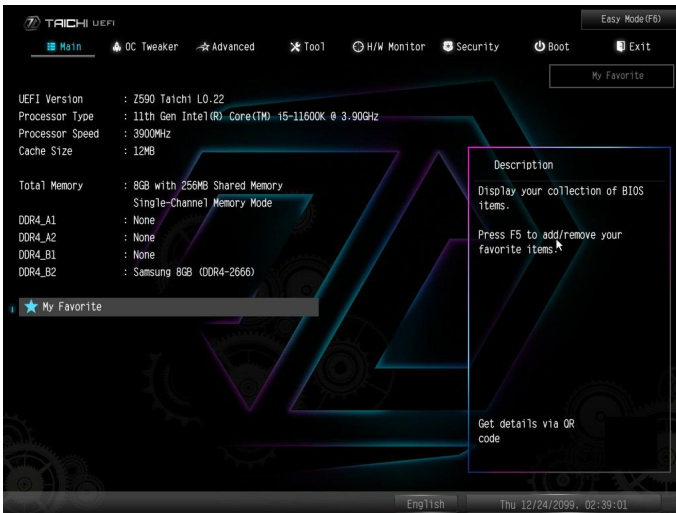 TAICHI UEFI
Easy Mode(F6)
Main OC Tweaker Advanced Tool H/W Monitor Security Boot Exit
My Favorite
UEFI Version : Z590 Taichi L0.22
Processor Type : 11th Gen Intel(R) Core(TM) i5-11600K @ 3.90GHz
Processor Speed : 3900MHz
Cache Size : 12MB
Total Memory : 8GB with 256MB Shared Memory
Single-Channel Memory Mode
DDR4_A1 : None
DDR4_A2 : None
DDR4_B1 : None
DDR4_B2 : Samsung 8GB (DDR4-2666)
My Favorite
Description
Display your collection of BIOS
items.
Press F5 to add/remove your
favorite items.
Get details via QR
code
English
Thu 12/24/2099, 02:39:01